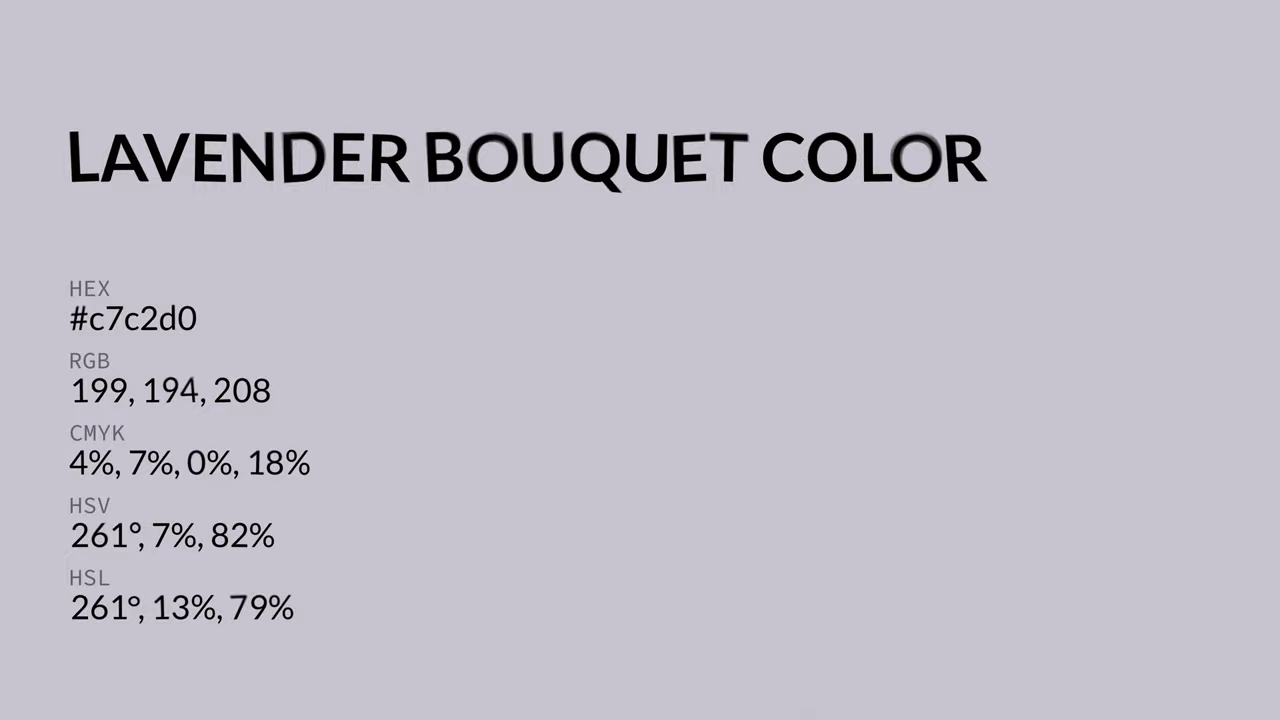 LAVENDER BOUQUET COLOR
HEX
#c7c2d0
RGB
199, 194, 208
CMYK
4%, 7%, 0%, 18%
HSV
261°, 7%, 82%
HSL
261°, 13%, 79%